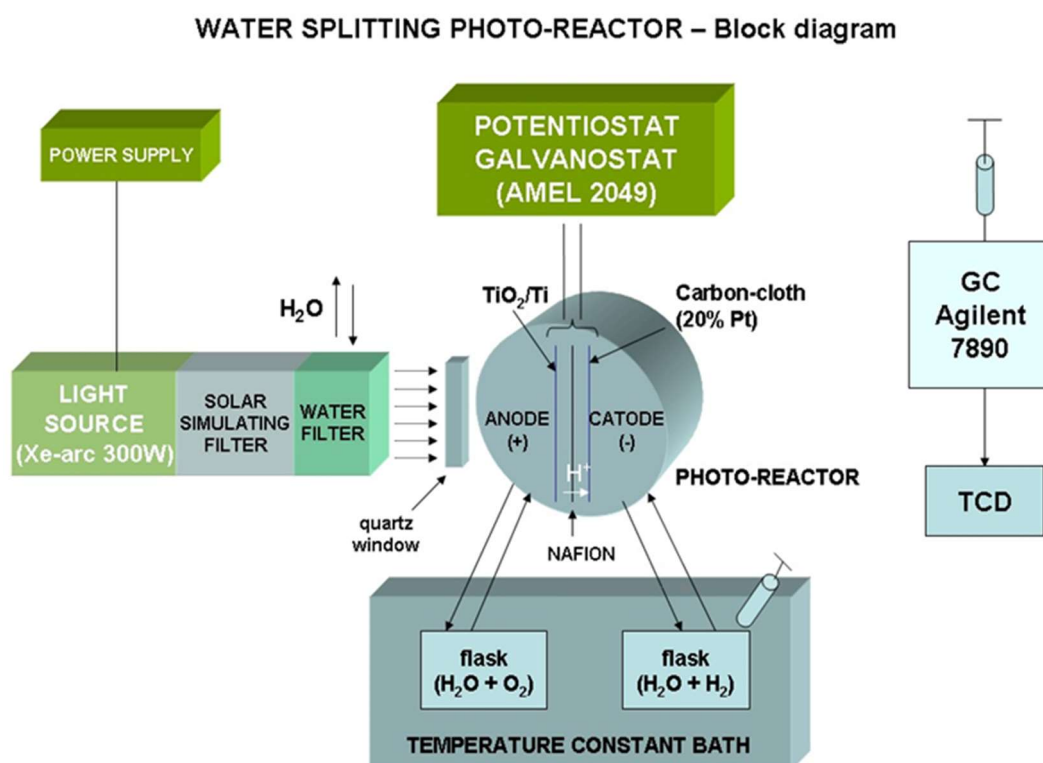 WATER SPLITTING PHOTO-REACTOR – Block diagram
POWER SUPPLY
POTENTIOSTAT
GALVANOSTAT
(AMEL 2049)
GC
Agilent
7890
TCD
H₂O
TiO₂/Ti
Carbon-cloth
(20% Pt)
LIGHT
SOURCE
(Xe-arc 300W)
SOLAR
SIMULATING
FILTER
WATER
FILTER
ANODE
(+)
CATODE
(-)
H⁺
PHOTO-REACTOR
quartz
window
NAFION
flask
(H₂O + O₂)
flask
(H₂O + H₂)
TEMPERATURE CONSTANT BATH